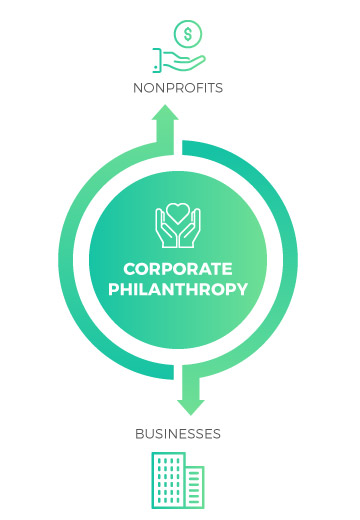 $
NONPROFITS
CORPORATE
PHILANTHROPY
BUSINESSES